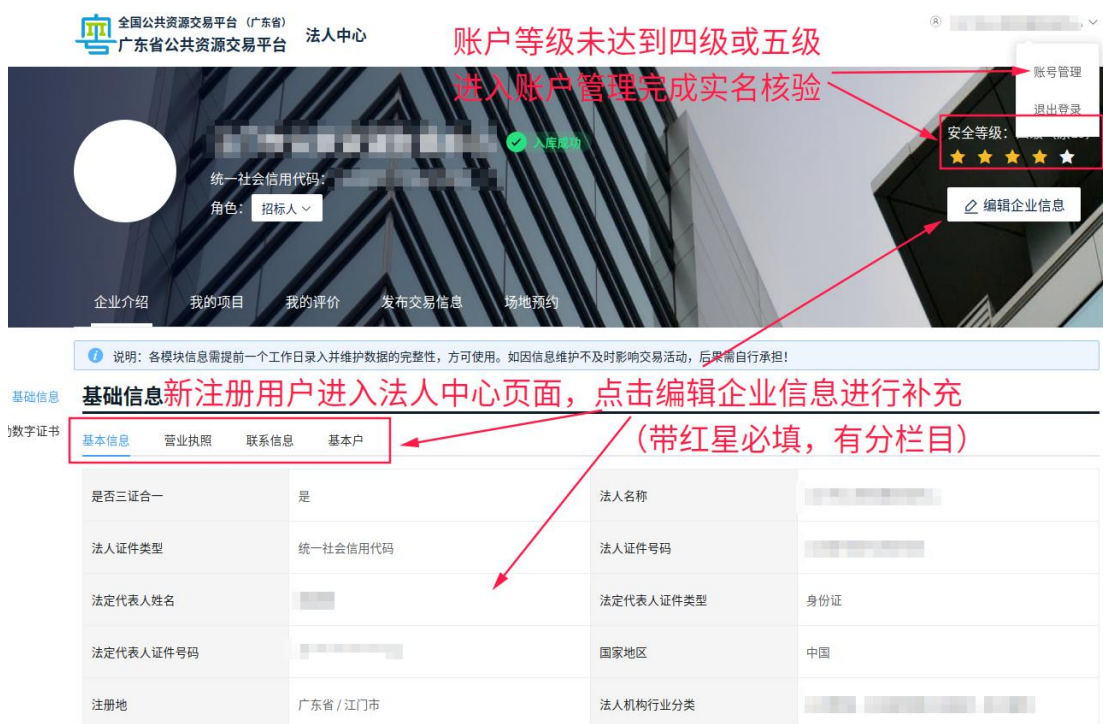 全国公共资源交易平台（广东省）
广东省公共资源交易平台
法人中心
账户等级未达到四级或五级
进入账户管理完成实名核验
账号管理
退出登录
入库成功
安全等级：
统一社会信用代码：
角色：招标人
编辑企业信息
企业介绍 我的项目 我的评价 发布交易信息 场地预约
说明：各模块信息需提前一个工作日录入并维护数据的完整性，方可使用。如因信息维护不及时影响交易活动，后果需自行承担！
基础信息
基础信息
新注册用户进入法人中心页面，点击编辑企业信息进行补充
（带红星必填，有分栏目）
数字证书
基本信息 营业执照 联系信息 基本户
是否三证合一 是 法人名称
法人证件类型 统一社会信用代码 法人证件号码
法定代表人姓名 法定代表人证件类型 身份证
法定代表人证件号码 国家地区 中国
注册地 广东省 / 江门市 法人机构行业分类